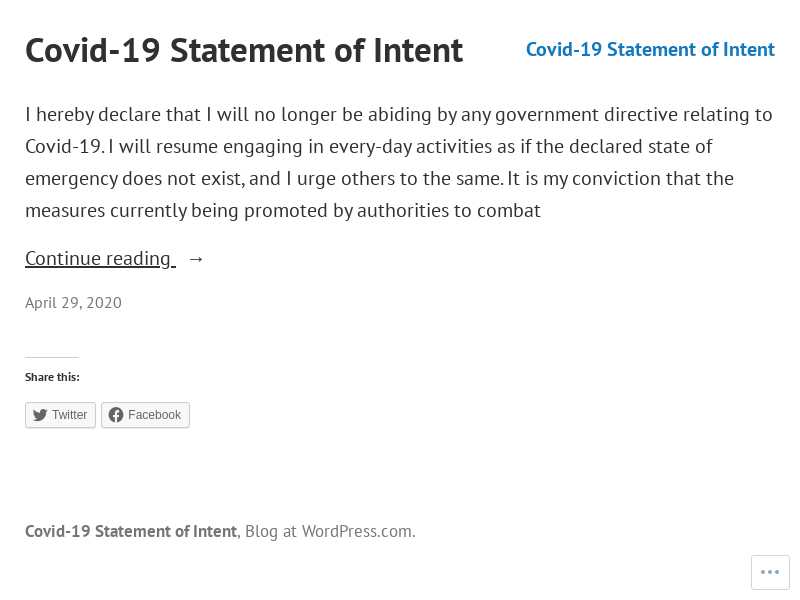 Covid-19 Statement of Intent
Covid-19 Statement of Intent
I hereby declare that I will no longer be abiding by any government directive relating to
Covid-19. I will resume engaging in every-day activities as if the declared state of
emergency does not exist, and I urge others to the same. It is my conviction that the
measures currently being promoted by authorities to combat
Continue reading →
April 29, 2020
Share this:
Twitter Facebook
Covid-19 Statement of Intent, Blog at WordPress.com.